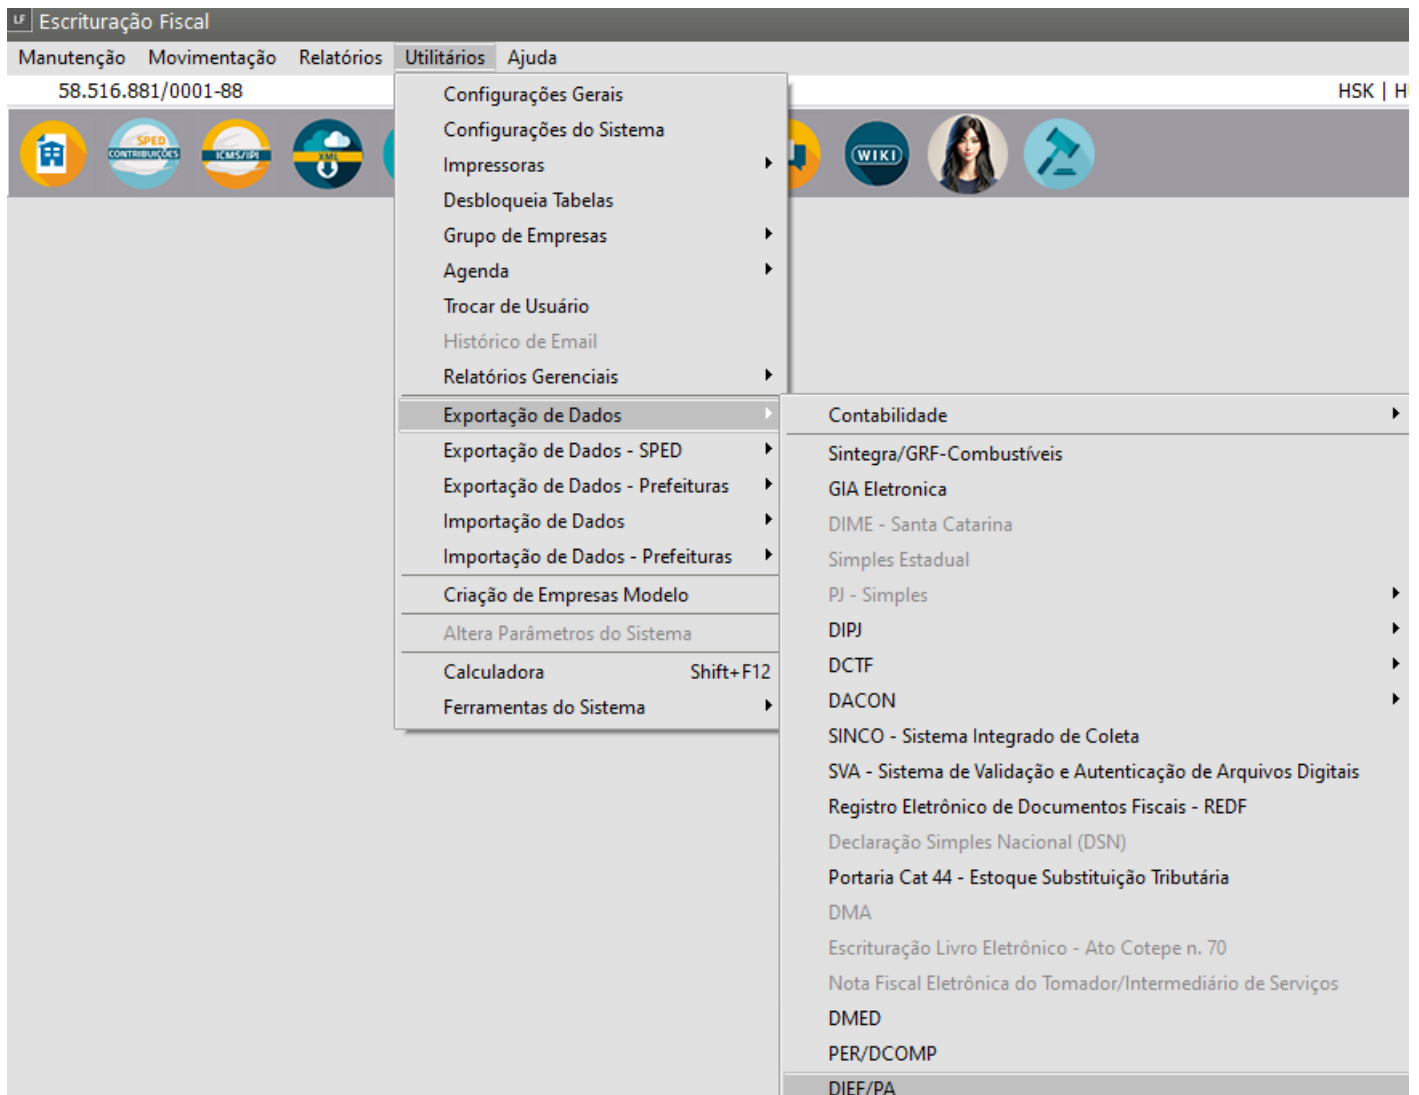 LF Escrituração Fiscal
Manutenção Movimentação Relatórios Utilitários Ajuda
58.516.881/0001-88
HSK | H
SPED CONTRIBUIÇÕES
ICMS/IPI
XML
WIKI
Configurações Gerais
Configurações do Sistema
Impressoras
Desbloqueia Tabelas
Grupo de Empresas
Agenda
Trocar de Usuário
Histórico de Email
Relatórios Gerenciais
Exportação de Dados
Exportação de Dados - SPED
Exportação de Dados - Prefeituras
Importação de Dados
Importação de Dados - Prefeituras
Criação de Empresas Modelo
Altera Parâmetros do Sistema
Calculadora Shift+F12
Ferramentas do Sistema
Contabilidade
Sintegra/GRF-Combustíveis
GIA Eletronica
DIME - Santa Catarina
Simples Estadual
PJ - Simples
DIPJ
DCTF
DACON
SINCO - Sistema Integrado de Coleta
SVA - Sistema de Validação e Autenticação de Arquivos Digitais
Registro Eletrônico de Documentos Fiscais - REDF
Declaração Simples Nacional (DSN)
Portaria Cat 44 - Estoque Substituição Tributária
DMA
Escrituração Livro Eletrônico - Ato Cotepe n. 70
Nota Fiscal Eletrônica do Tomador/Intermediário de Serviços
DMED
PER/DCOMP
DIEF/PA